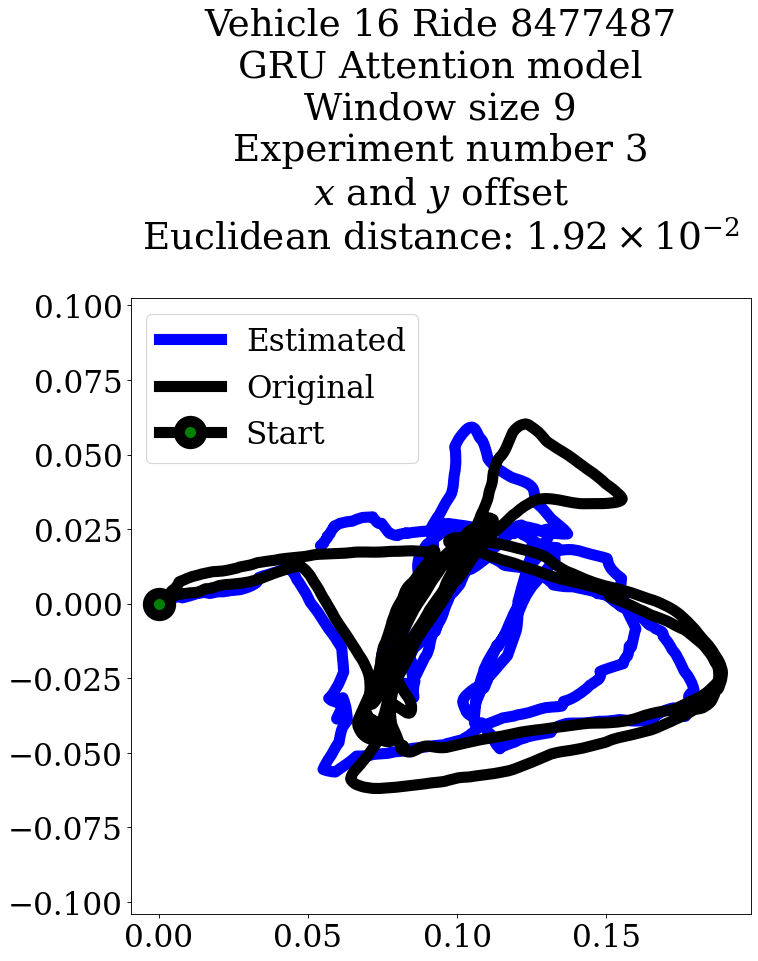 Vehicle 16 Ride 8477487
GRU Attention model
Window size 9
Experiment number 3
x and y offset
Euclidean distance: 1.92 × 10⁻²
0.100
0.075
0.050
0.025
0.000
−0.025
−0.050
−0.075
−0.100
Estimated
Original
Start
0.00 0.05 0.10 0.15